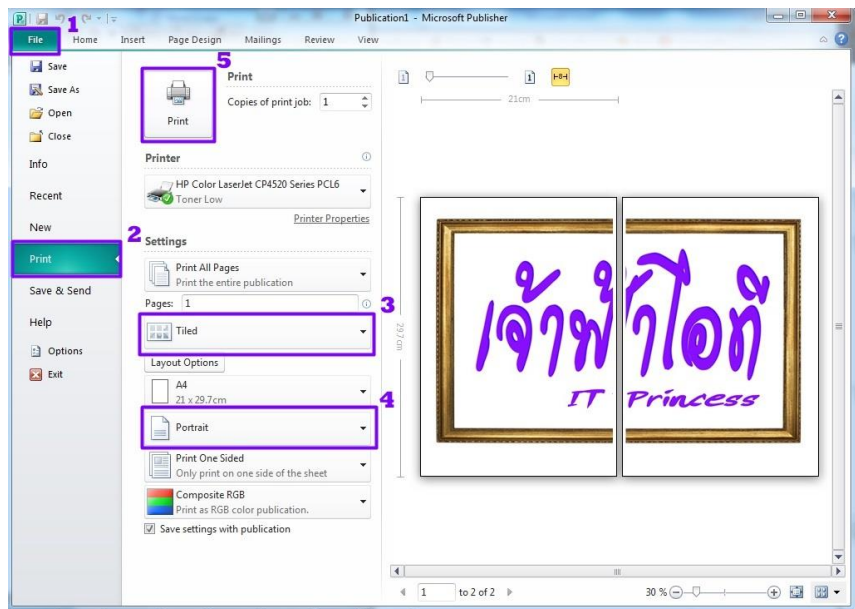 Publication1 - Microsoft Publisher
1
File Home Insert Page Design Mailings Review View
Save
Save As
Open
Close
Info
Recent
New
2
Print
Save & Send
Help
Options
Exit
5
Print
Print
Copies of print job: 1
Printer
HP Color LaserJet CP4520 Series PCL6
Toner Low
Printer Properties
Settings
Print All Pages
Print the entire publication
Pages: 1
3
Tiled
Layout Options
A4
21 x 29.7cm
4
Portrait
Print One Sided
Only print on one side of the sheet
Composite RGB
Print as RGB color publication.
Save settings with publication
1 1
21cm
29.7cm
เจ้าฟ้าไอที
IT Princess
1 to 2 of 2 30 %